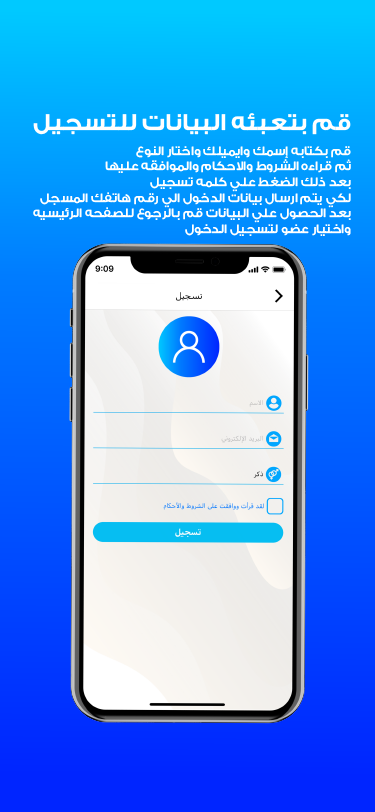 قم بتعبئه البيانات للتسجيل
قم بكتابه إسمك وايميلك واختار النوع
ثم قراءه الشروط والاحكام والموافقه عليها
بعد ذلك الضغط علي كلمه تسجيل
لكي يتم ارسال بيانات الدخول الي رقم هاتفك المسجل
بعد الحصول علي البيانات قم بالرجوع للصفحه الرئيسيه
واختيار عضو لتسجيل الدخول
9:09
تسجيل
الاسم
البريد الإلكتروني
ذكر
لقد قرأت ووافقت على الشروط والأحكام
تسجيل